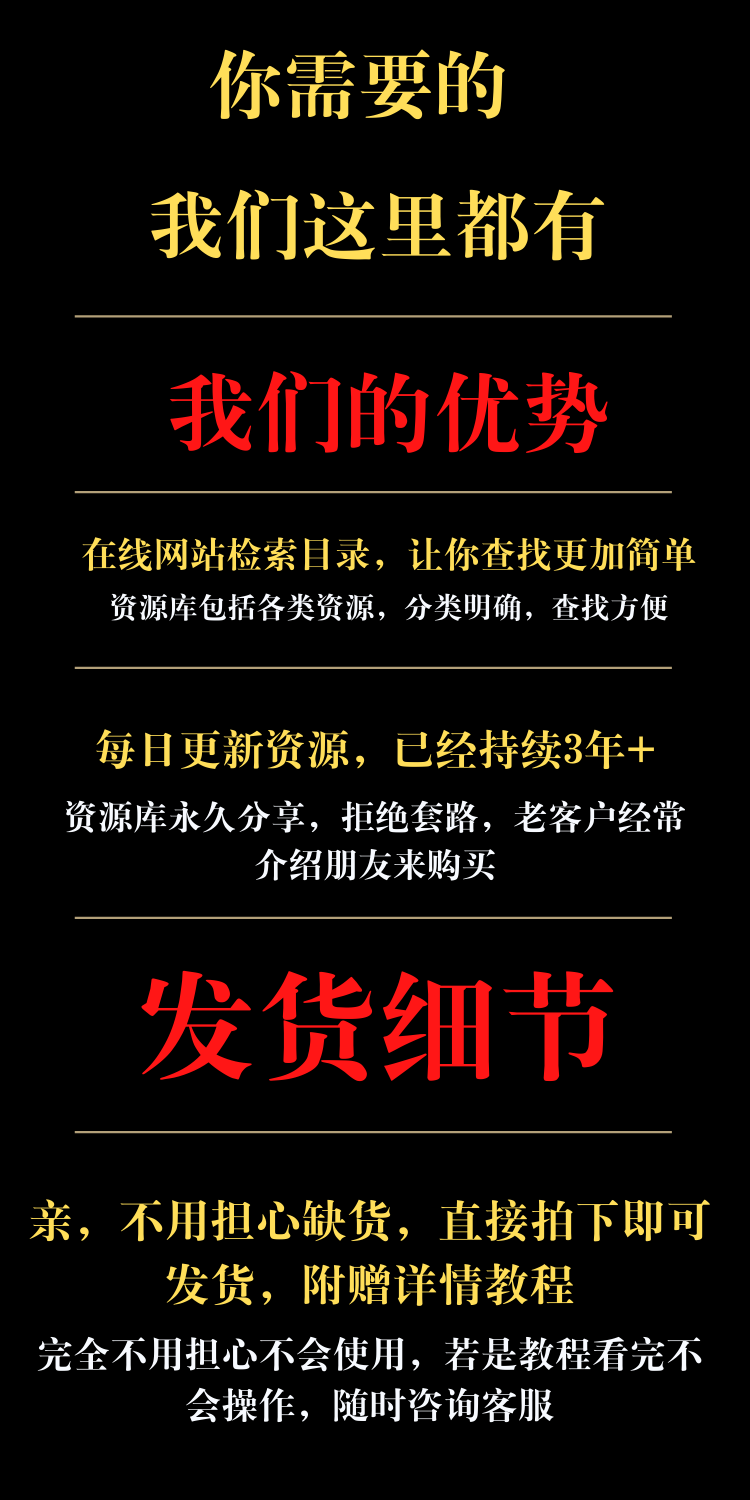 你需要的
我们这里都有
我们的优势
在线网站检索目录，让你查找更加简单
资源库包括各类资源，分类明确，查找方便
每日更新资源，已经持续3年+
资源库永久分享，拒绝套路，老客户经常
介绍朋友来购买
发货细节
亲，不用担心缺货，直接拍下即可
发货，附赠详情教程
完全不用担心不会使用，若是教程看完不
会操作，随时咨询客服